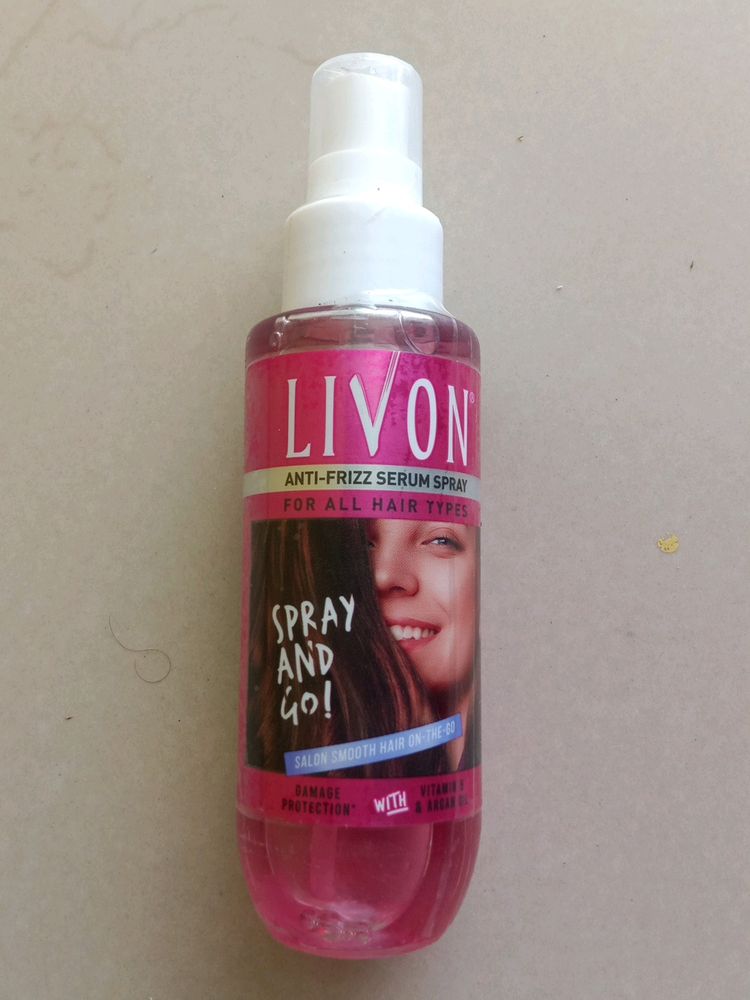 LIVON®
ANTI-FRIZZ SERUM SPRAY
FOR ALL HAIR TYPES
SPRAY
AND
GO!
SALON SMOOTH HAIR ON-THE-GO
DAMAGE
PROTECTION*
WITH
VITAMIN E
& ARGAN OIL